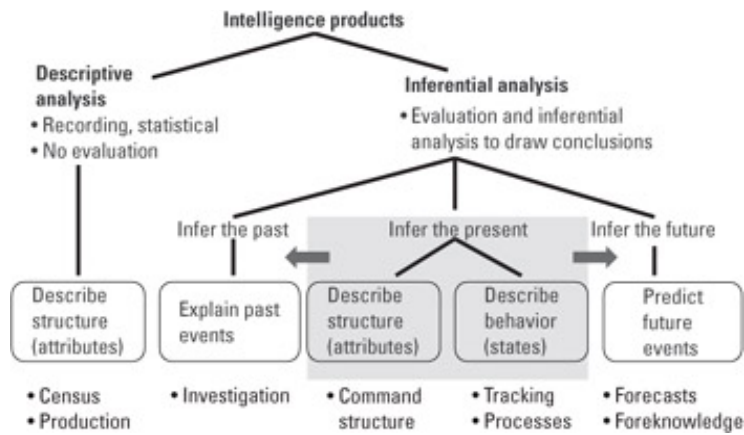 Intelligence products
Descriptive
analysis
• Recording, statistical
• No evaluation
Inferential analysis
• Evaluation and inferential
analysis to draw conclusions
Infer the past
Infer the present
Infer the future
Describe
structure
(attributes)
Explain past
events
Describe
structure
(attributes)
Describe
behavior
(states)
Predict
future
events
• Census
• Production
• Investigation
• Command
structure
• Tracking
• Processes
• Forecasts
• Foreknowledge